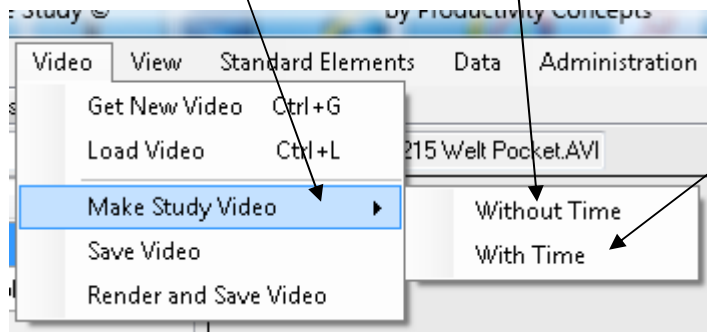 Study © by Productivity Concepts
Video View Standard Elements Data Administration
Get New Video Ctrl+G
Load Video Ctrl+L
215 Welt Pocket.AVI
Make Study Video
Without Time
Save Video
With Time
Render and Save Video